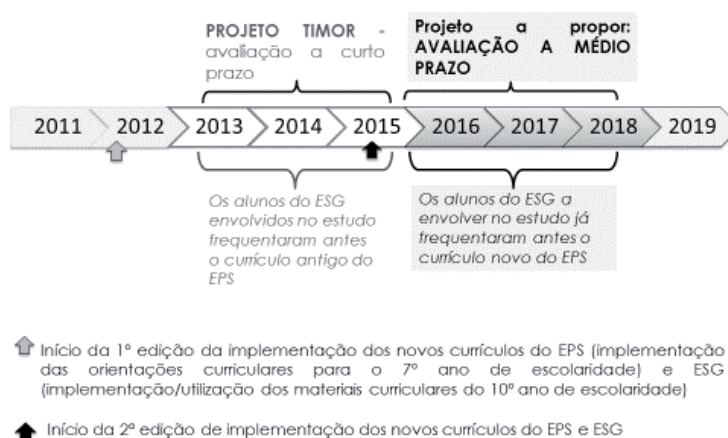 PROJETO TIMOR -
avaliação a curto
prazo
Projeto a propor:
AVALIAÇÃO A MÉDIO
PRAZO
2011 2012 2013 2014 2015 2016 2017 2018 2019
Os alunos do ESG
envolvidos no estudo
frequentaram antes
o currículo antigo do
EPS
Os alunos do ESG a
envolver no estudo já
frequentaram antes o
currículo novo do EPS
Início da 1ª edição da implementação dos novos currículos do EPS (implementação
das orientações curriculares para o 7º ano de escolaridade) e ESG
(implementação/utilização dos materiais curriculares do 10º ano de escolaridade)
Início da 2ª edição de implementação dos novos currículos do EPS e ESG